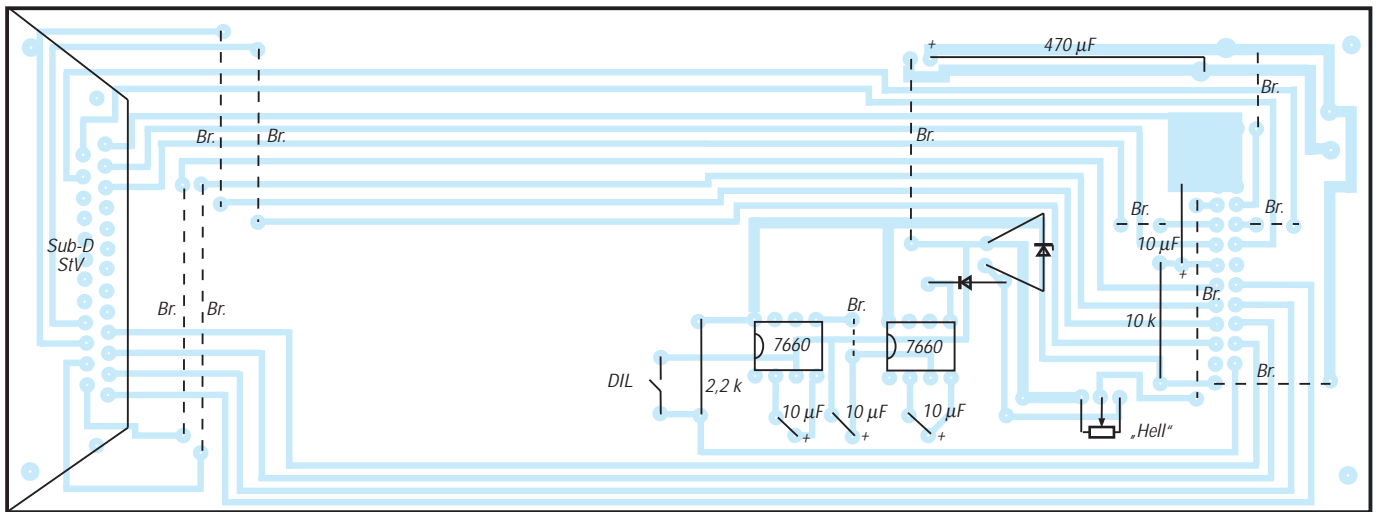 +
470 µF
Br.
Br.
Br.
Br.
Br.
Br.
Sub-D
StV
10 µF
+
Br.
Br.
Br.
Br.
10 k
7660
7660
DIL
2,2 k
Br.
10 µF
10 µF
10 µF
+
+
+
„Hell“